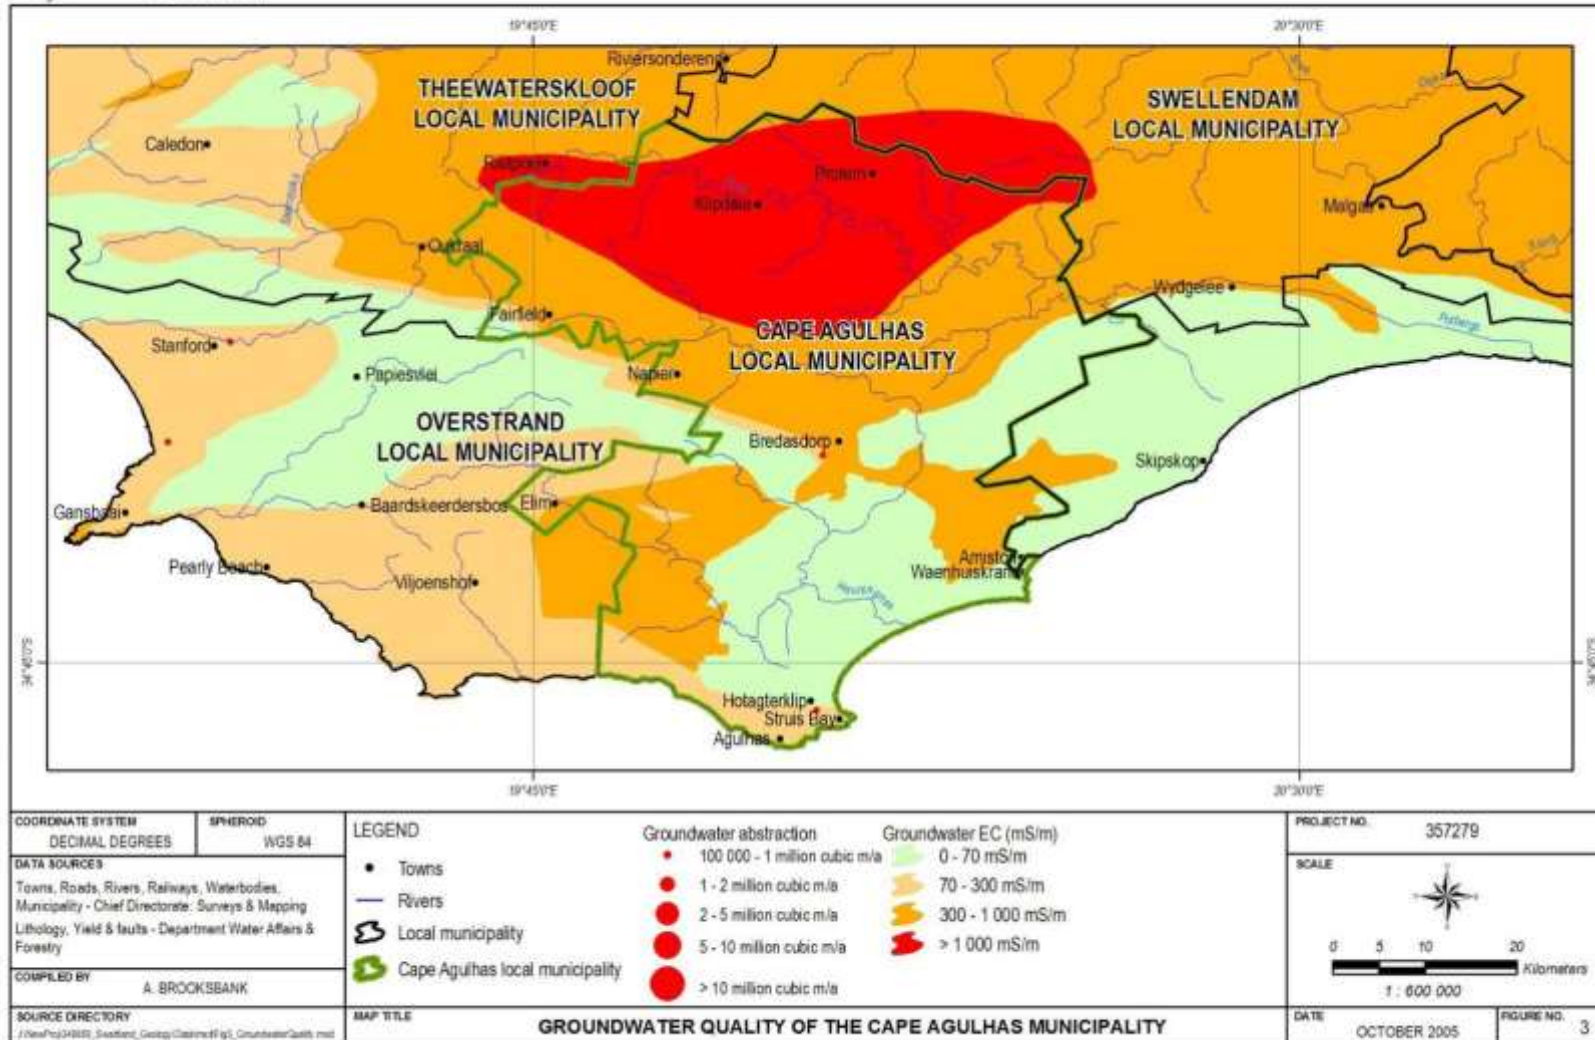 19°45'0"E
20°30'0"E
Riviersonderend
THEEWATERSKLOOF
LOCAL MUNICIPALITY
SWELLENDAM
LOCAL MUNICIPALITY
Caledon
Protem
Klipdale
Malgas
Wydgelee
Fairfield
Stanford
CAPE AGULHAS
LOCAL MUNICIPALITY
Papiesvlei
Napier
OVERSTRAND
LOCAL MUNICIPALITY
Bredasdorp
Skipskop
Gansbaai
Baardskeerdersbos
Elim
Pearly Beach
Viljoenshof
Arniston
Waenhuiskrans
34°45'0"S
34°45'0"S
Hotagterklip
Struis Bay
Agulhas
19°45'0"E
20°30'0"E
COORDINATE SYSTEM
DECIMAL DEGREES
SPHEROID
WGS 84
DATA SOURCES
Towns, Roads, Rivers, Railways, Waterbodies,
Municipality - Chief Directorate: Surveys & Mapping
Lithology, Yield & faults - Department Water Affairs &
Forestry
COMPILED BY
A. BROOKSBANK
SOURCE DIRECTORY
LEGEND
Towns
Rivers
Local municipality
Cape Agulhas local municipality
Groundwater abstraction
100 000 - 1 million cubic m/a
1 - 2 million cubic m/a
2 - 5 million cubic m/a
5 - 10 million cubic m/a
> 10 million cubic m/a
Groundwater EC (mS/m)
0 - 70 mS/m
70 - 300 mS/m
300 - 1 000 mS/m
> 1 000 mS/m
MAP TITLE
GROUNDWATER QUALITY OF THE CAPE AGULHAS MUNICIPALITY
PROJECT NO.
357279
SCALE
0 5 10 20
Kilometers
1 : 600 000
DATE
OCTOBER 2005
FIGURE NO.
3